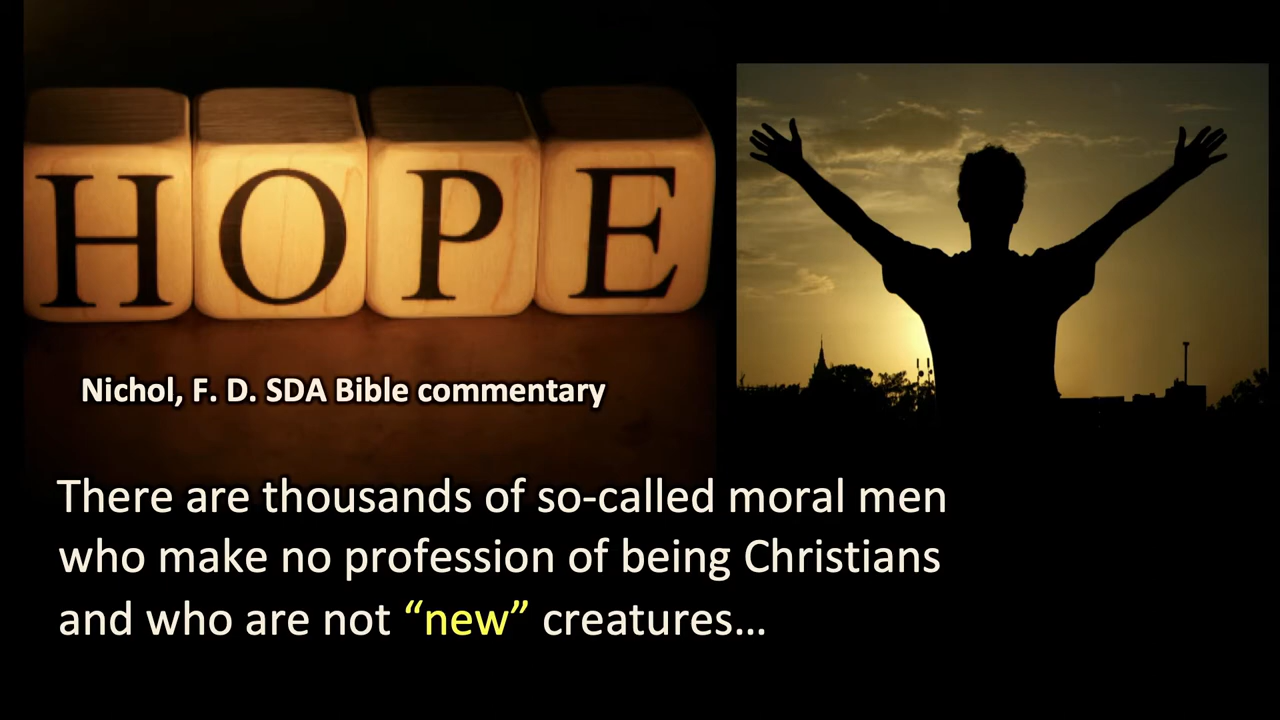 HOPE
Nichol, F. D. SDA Bible commentary
There are thousands of so-called moral men
who make no profession of being Christians
and who are not “new” creatures…